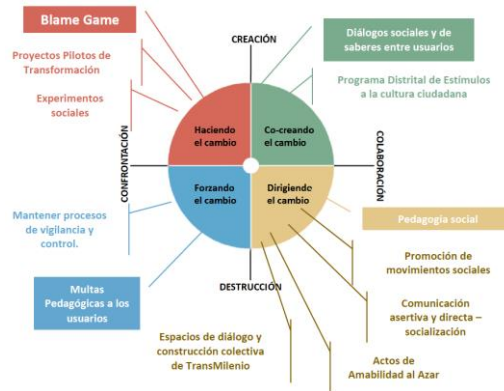 Blame Game
CREACIÓN
Diálogos sociales y de
saberes entre usuarios
Proyectos Pilotos de
Transformación
Programa Distrital de Estímulos
a la cultura ciudadana
Experimentos
sociales
Haciendo
el cambio
Co-creando
el cambio
CONFRONTACIÓN
COLABORACIÓN
Forzando
el cambio
Dirigiendo
el cambio
Mantener procesos
de vigilancia y
control.
Pedagogía social
Promoción de
movimientos sociales
Multas
Pedagógicas a los
usuarios
DESTRUCCIÓN
Comunicación
asertiva y directa –
socialización
Espacios de diálogo y
construcción colectiva
de TransMilenio
Actos de
Amabilidad al Azar